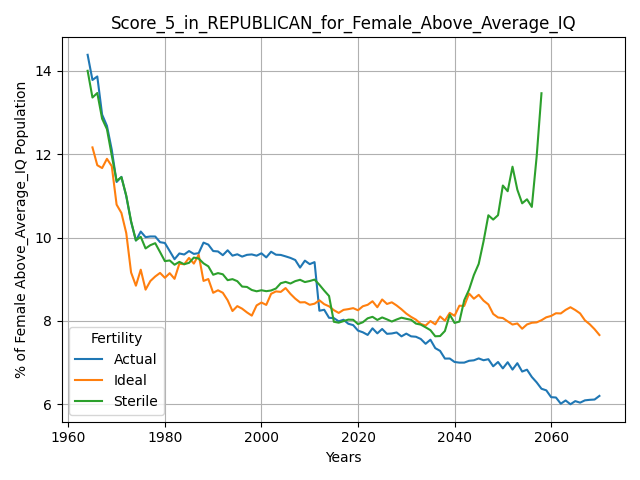 Score_5_in_REPUBLICAN_for_Female_Above_Average_IQ
% of Female Above_Average_IQ Population
14
12
10
8
6
Fertility
Actual
Ideal
Sterile
1960
1980
2000
2020
2040
2060
Years